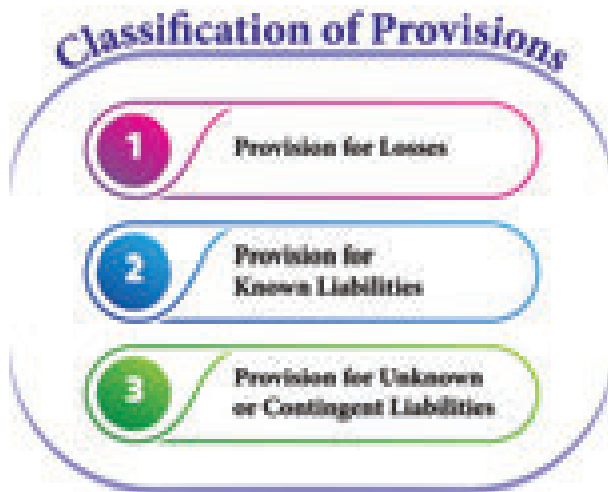 Classification of Provisions
1
Provision for Losses
2
Provision for
Known Liabilities
3
Provision for Unknown
or Contingent Liabilities